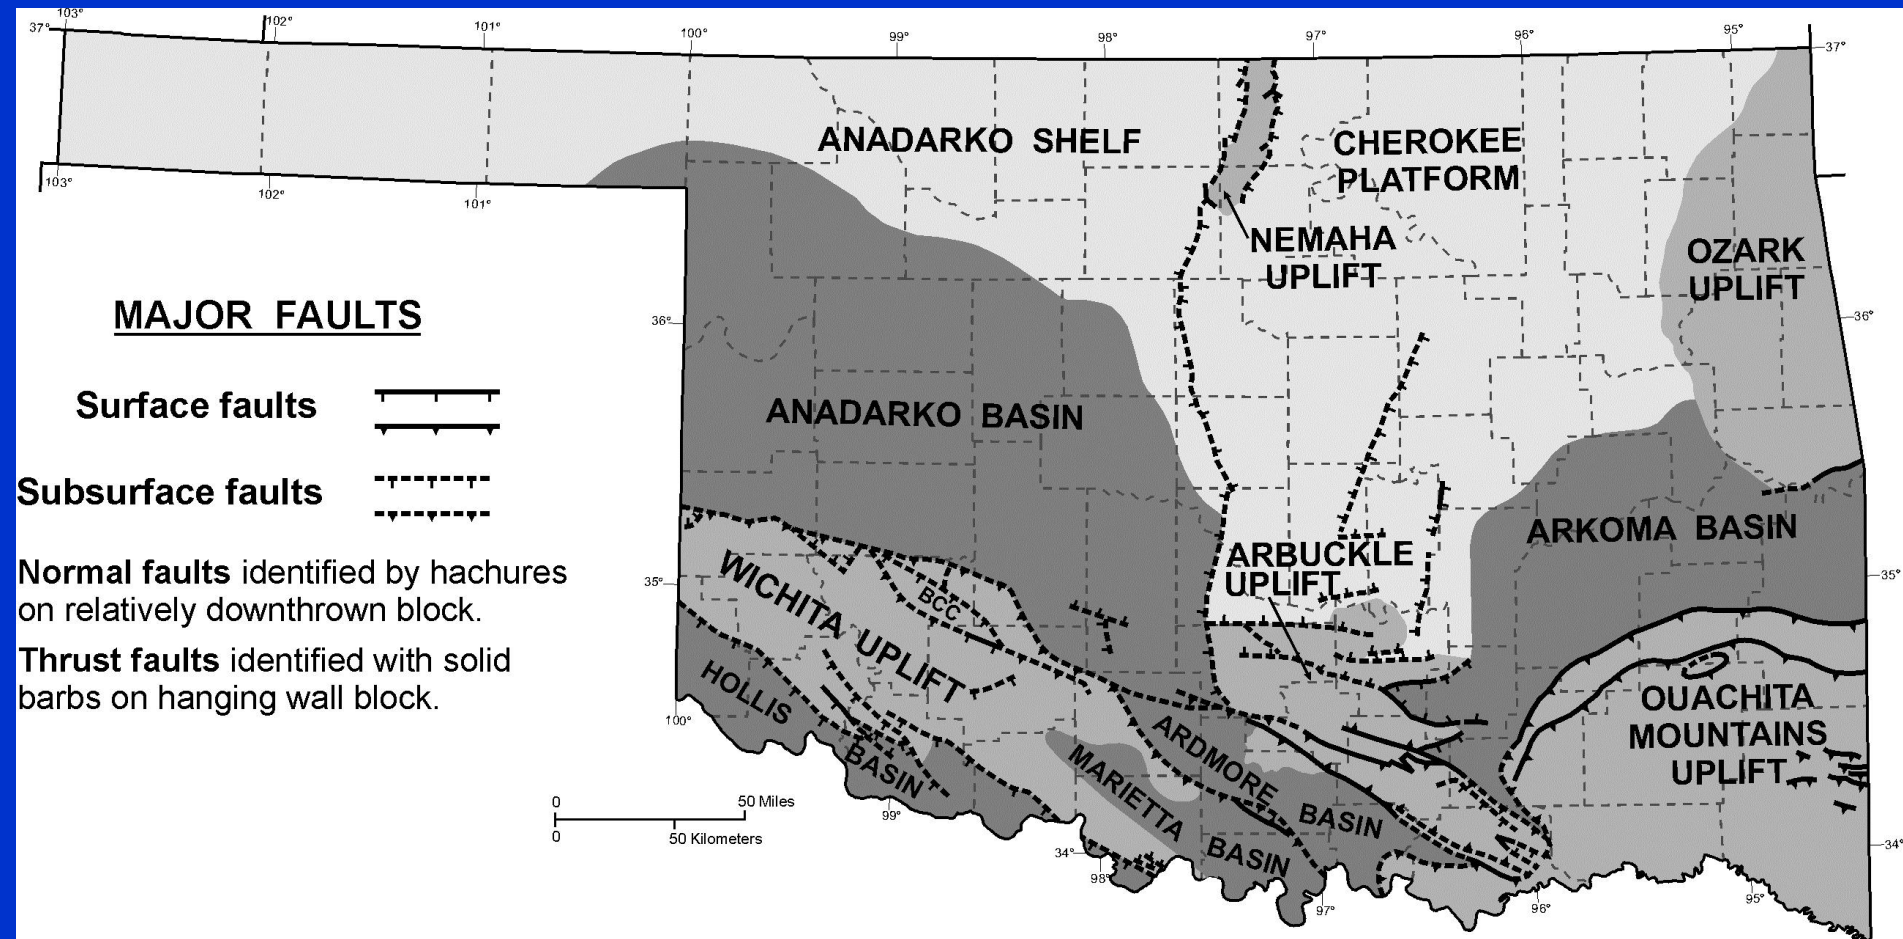 103°
102°
101°
100°
99°
98°
97°
96°
95°
37°
37°
103°
102°
101°
ANADARKO SHELF
CHEROKEE
PLATFORM
NEMAHA
UPLIFT
OZARK
UPLIFT
MAJOR FAULTS
36°
36°
Surface faults
ANADARKO BASIN
Subsurface faults
ARKOMA BASIN
ARBUCKLE
UPLIFT
Normal faults identified by hachures
on relatively downthrown block.
35°
35°
WICHITA UPLIFT
BCC
Thrust faults identified with solid
barbs on hanging wall block.
HOLLIS
BASIN
100°
OUACHITA
MOUNTAINS
UPLIFT
ARDMORE
BASIN
MARIETTA
BASIN
0
50 Miles
0
50 Kilometers
99°
34°
34°
98°
97°
96°
95°